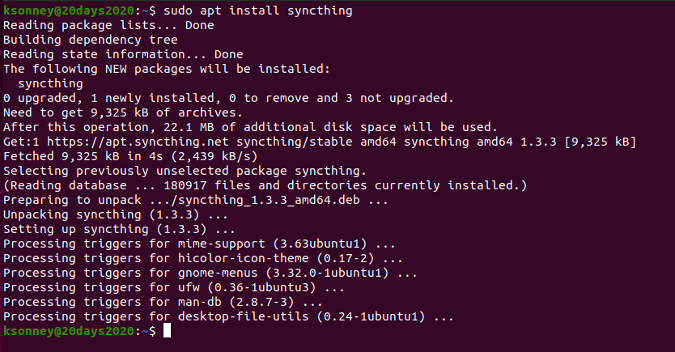 ksonney@20days2020:~$ sudo apt install syncthing
Reading package lists... Done
Building dependency tree
Reading state information... Done
The following NEW packages will be installed:
  syncthing
0 upgraded, 1 newly installed, 0 to remove and 3 not upgraded.
Need to get 9,325 kB of archives.
After this operation, 22.1 MB of additional disk space will be used.
Get:1 https://apt.syncthing.net syncthing/stable amd64 syncthing amd64 1.3.3 [9,325 kB]
Fetched 9,325 kB in 4s (2,439 kB/s)
Selecting previously unselected package syncthing.
(Reading database ... 180917 files and directories currently installed.)
Preparing to unpack .../syncthing_1.3.3_amd64.deb ...
Unpacking syncthing (1.3.3) ...
Setting up syncthing (1.3.3) ...
Processing triggers for mime-support (3.63ubuntu1) ...
Processing triggers for hicolor-icon-theme (0.17-2) ...
Processing triggers for gnome-menus (3.32.0-1ubuntu1) ...
Processing triggers for ufw (0.36-1ubuntu3) ...
Processing triggers for man-db (2.8.7-3) ...
Processing triggers for desktop-file-utils (0.24-1ubuntu1) ...
ksonney@20days2020:~$